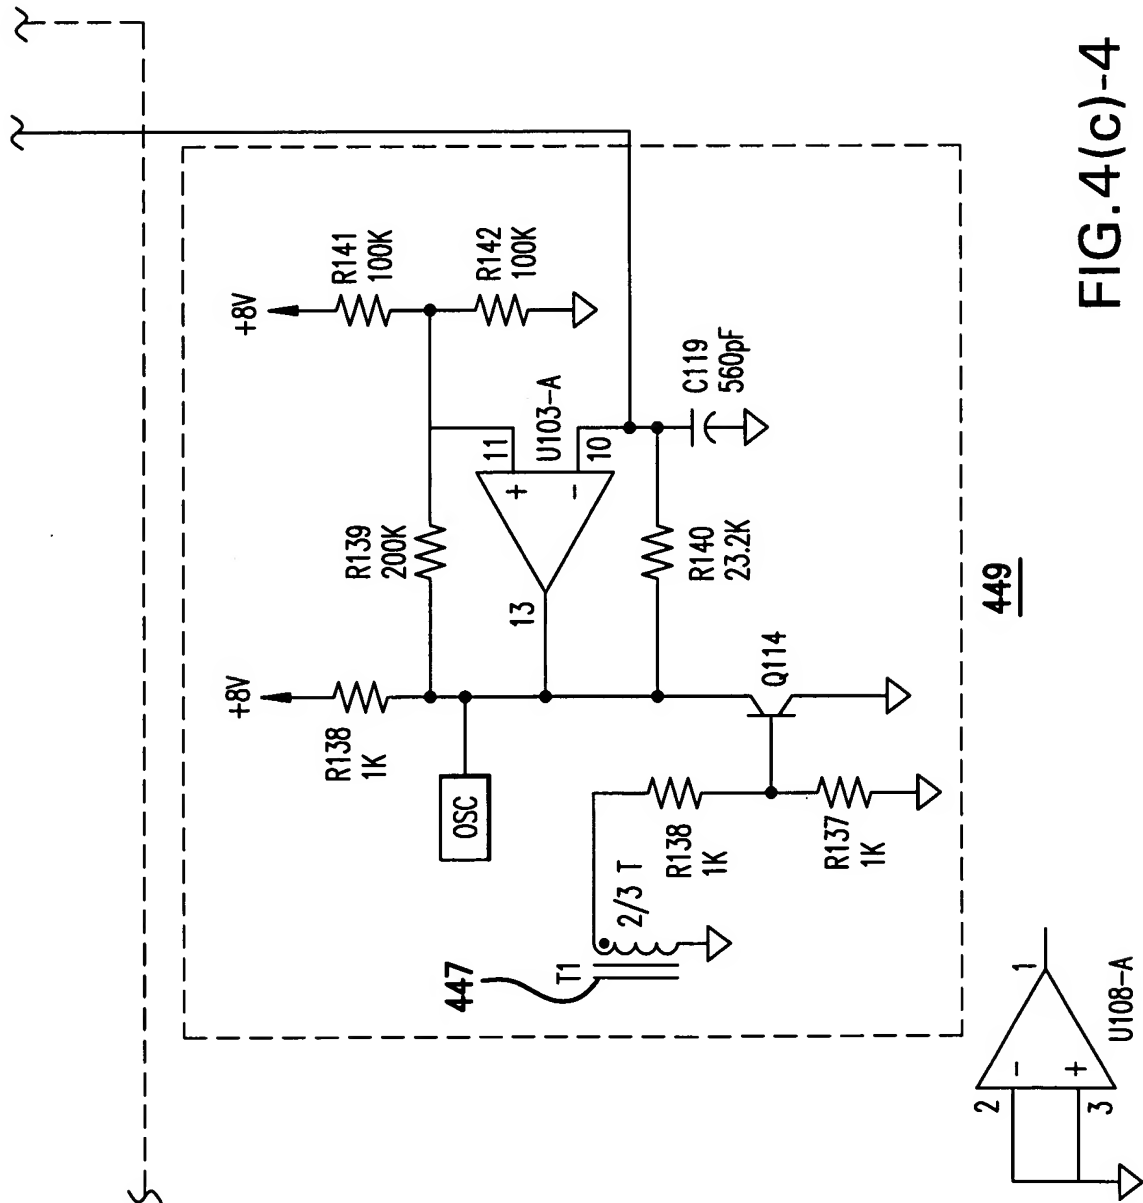 +8V
R141
100K
R142
100K
+8V
R138
1K
R139
200K
OSC
11
+
U103-A
-
10
13
C119
560pF
R140
23.2K
Q114
R138
1K
R137
1K
2/3 T
T1
447
449
2
-
+
3
1
U108-A
FIG.4(c)-4